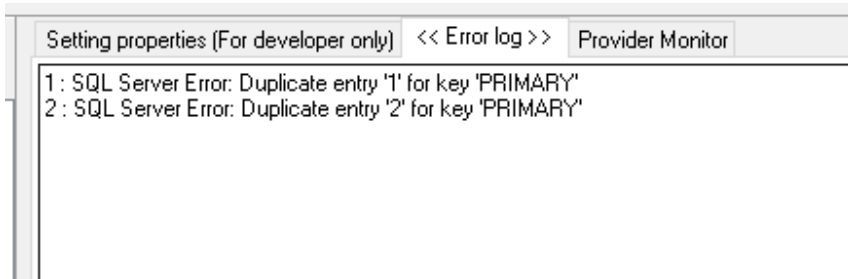 Setting properties (For developer only) << Error log >> Provider Monitor
1 : SQL Server Error: Duplicate entry '1' for key 'PRIMARY'
2 : SQL Server Error: Duplicate entry '2' for key 'PRIMARY'